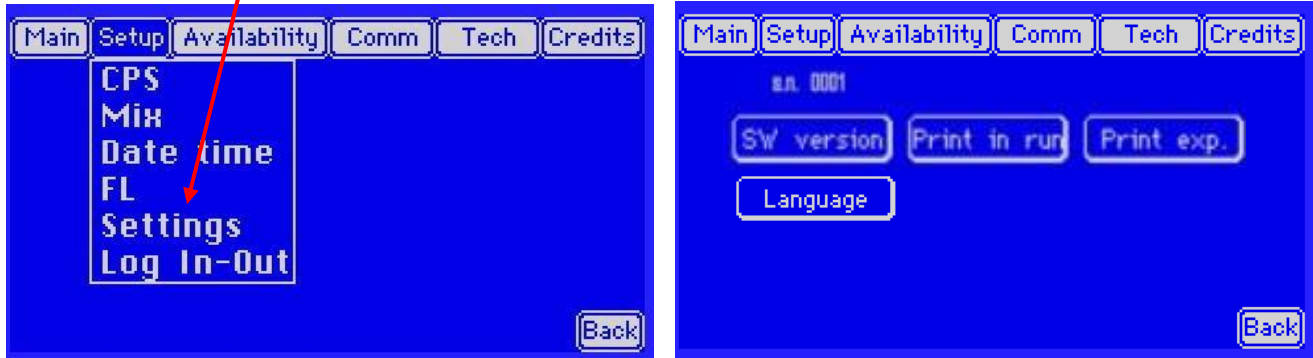 Main Setup Availability Comm Tech Credits
CPS
Mix
Date time
FL
Settings
Log In-Out
Back
Main Setup Availability Comm Tech Credits
s.n. 0001
SW version Print in run Print exp.
Language
Back